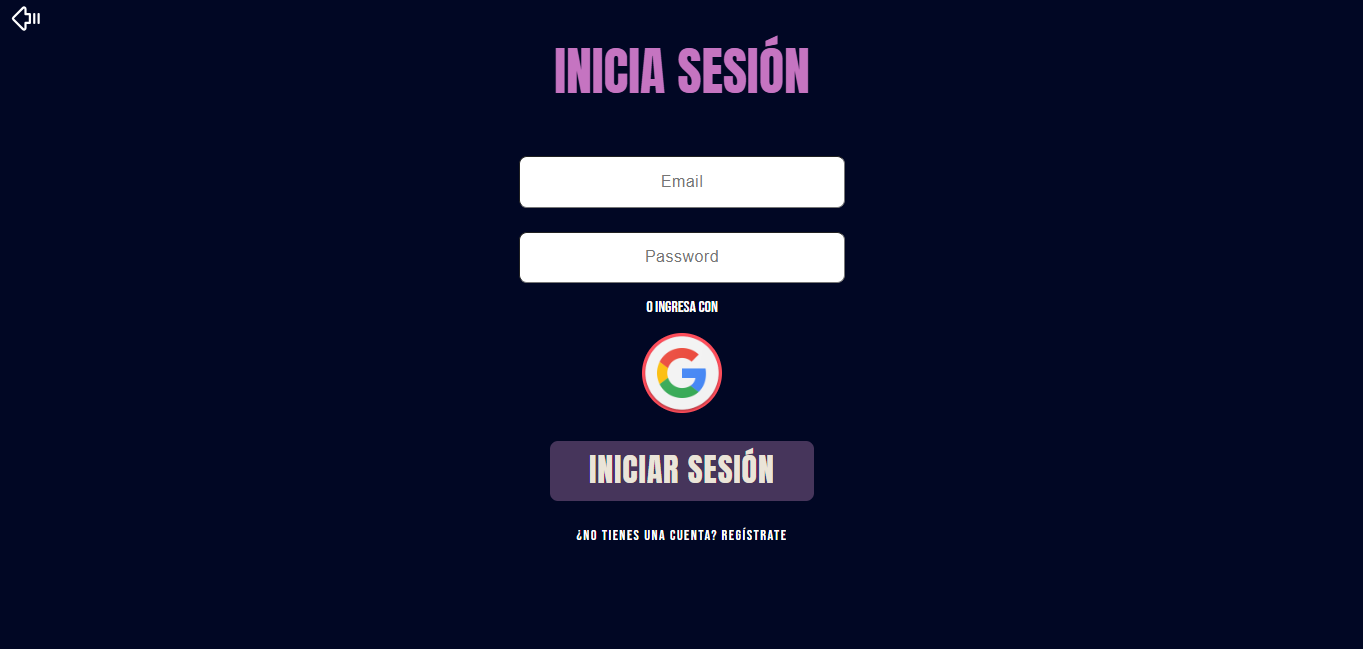 INICIA SESIÓN
Email
Password
O INGRESA CON
INICIAR SESIÓN
¿NO TIENES UNA CUENTA? REGÍSTRATE